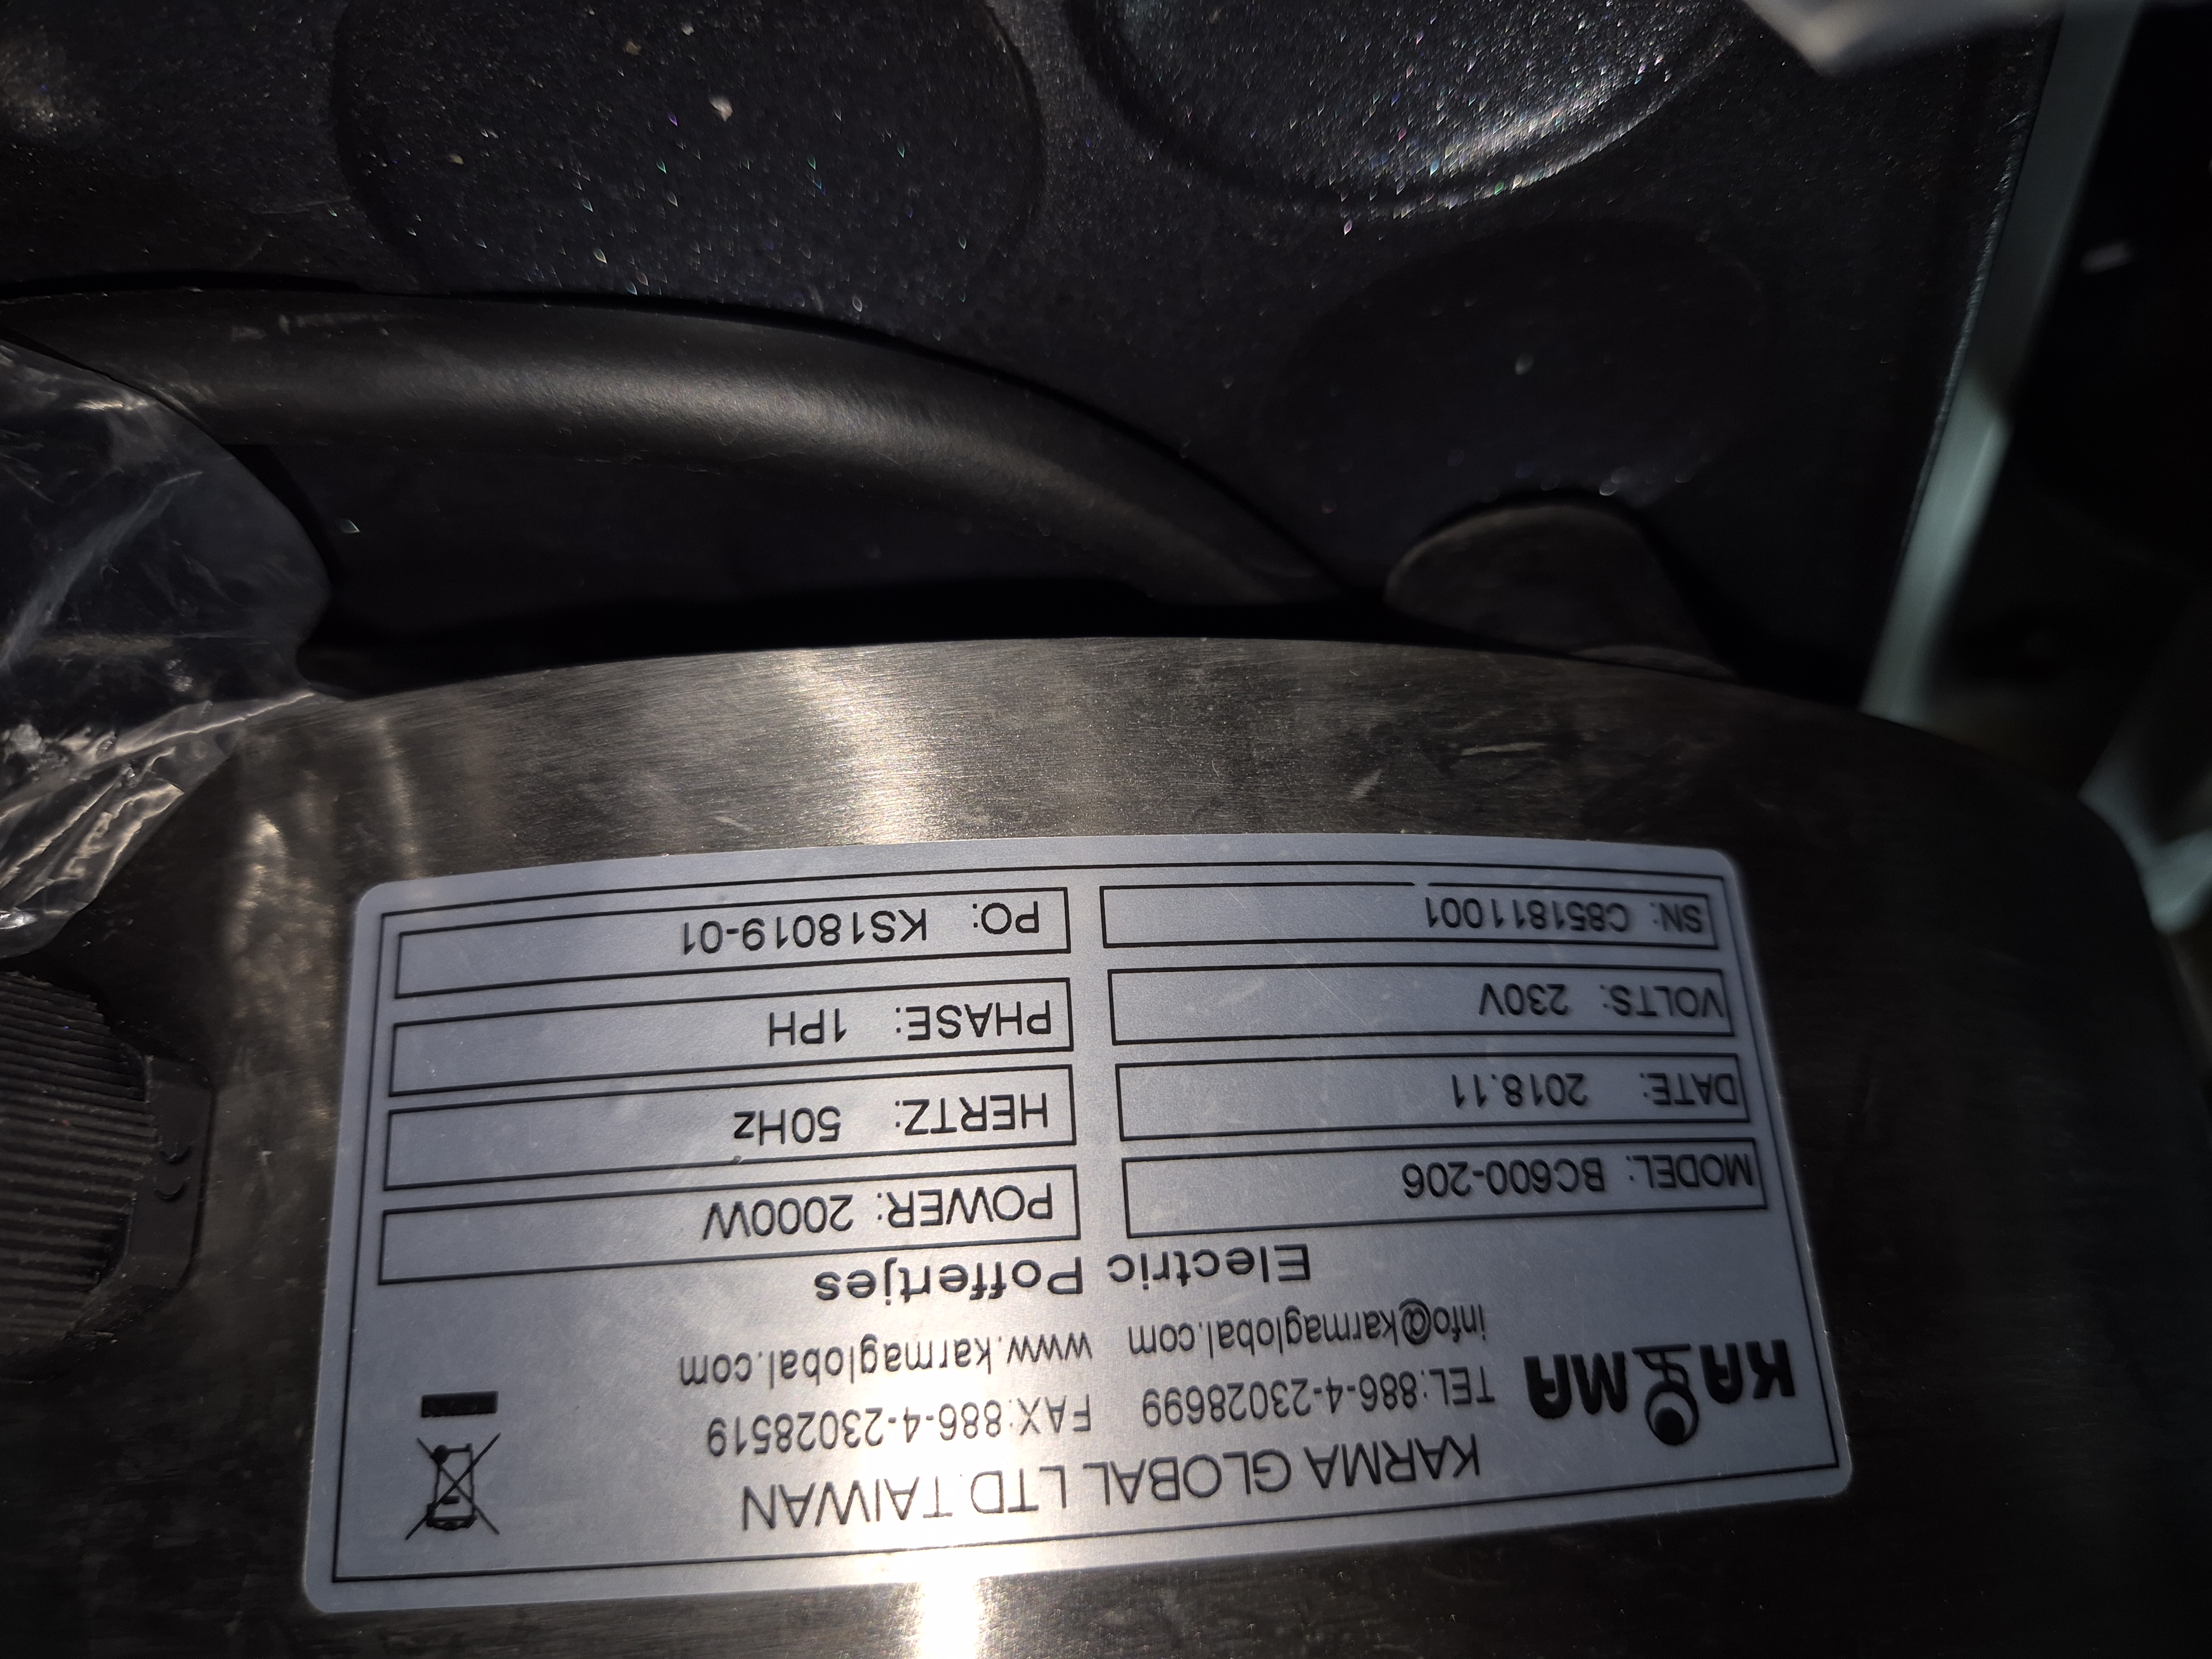 KARMA GLOBAL LTD TAIWAN
KARMA
TEL:886-4-23028699 FAX:886-4-23028519
info@karmaglobal.com www.karmaglobal.com
Electric Poffertjes
MODEL: BC600-206 POWER: 2000W
DATE: 2018.11 HERTZ: 50Hz
VOLTS: 230V PHASE: 1PH
SN: C851811001 PO: KS18019-01